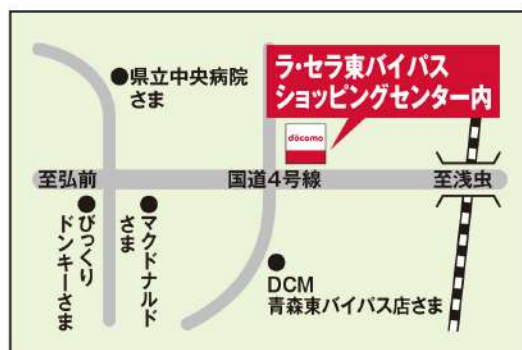 県立中央病院
さま
ラ・セラ東バイパス
ショッピングセンター内
döcomo
至弘前
国道4号線
至浅虫
びっくり
ドンキーさま
マクドナルド
さま
DCM
青森東バイパス店さま